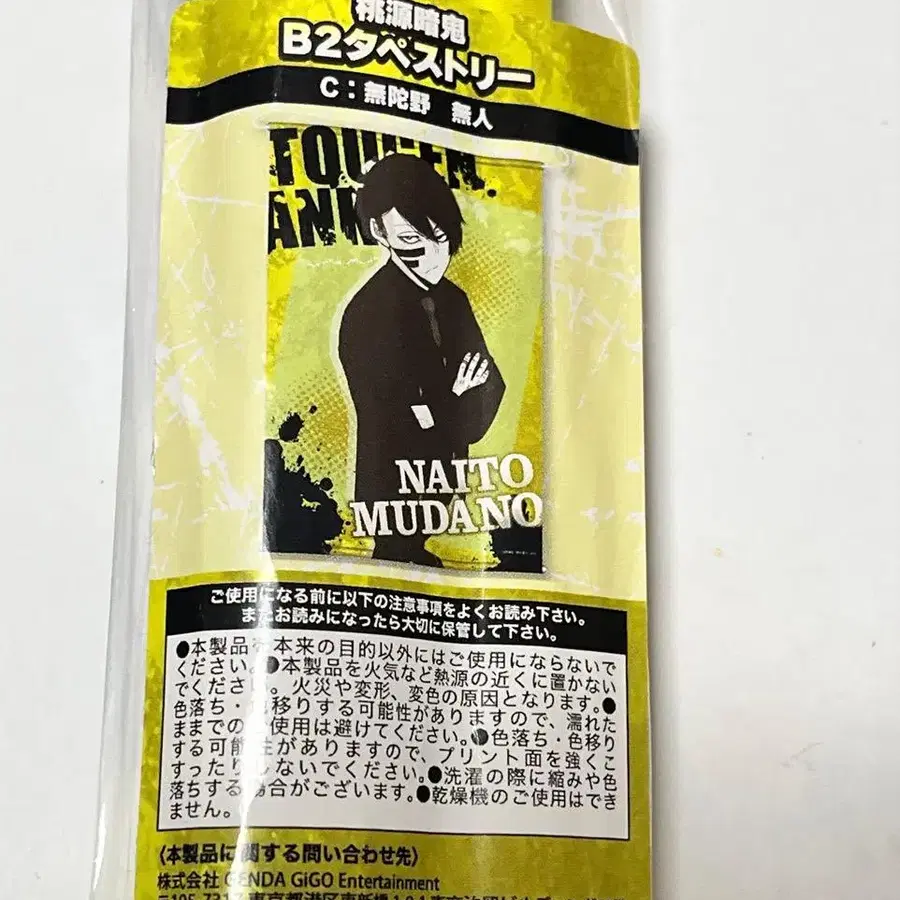 桃源暗鬼
B2タペストリー
C：無陀野 無人
TOUGEN
ANKI
NAITO
MUDANO
ご使用になる前に以下の注意事項をよくお読み下さい。
またお読みになったら大切に保管して下さい。
●本製品を本来の目的以外にはご使用にならないで
ください。●本製品を火気など熱源の近くに置かない
でください。火災や変形、変色の原因となります。●
色落ち・色移りする可能性がありますので、濡れた
ままでのご使用は避けてください。●色落ち・色移り
する可能性がありますので、プリント面を強くこ
すったりしないでください。●洗濯の際に縮みや色
落ちする場合がございます。●乾燥機のご使用はでき
ません。
〈本製品に関する問い合わせ先〉
株式会社 GENDA GiGO Entertainment